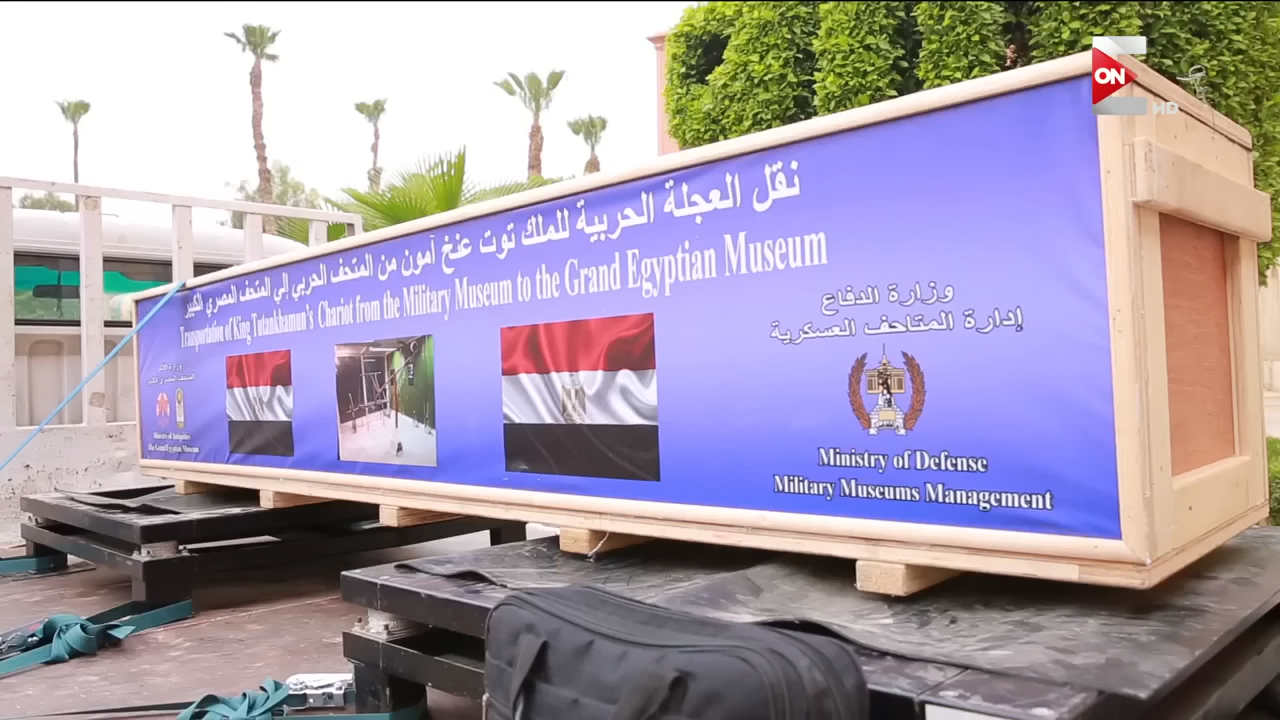 نقل العجلة الحربية للملك توت عنخ آمون من المتحف الحربي إلي المتحف المصري الكبير
Transportation of King Tutankhamun's Chariot from the Military Museum to the Grand Egyptian Museum
وزارة الدفاع
إدارة المتاحف العسكرية
Ministry of Defense
Military Museums Management
Ministry of Antiquities
The Grand Egyptian Museum
ON
HD